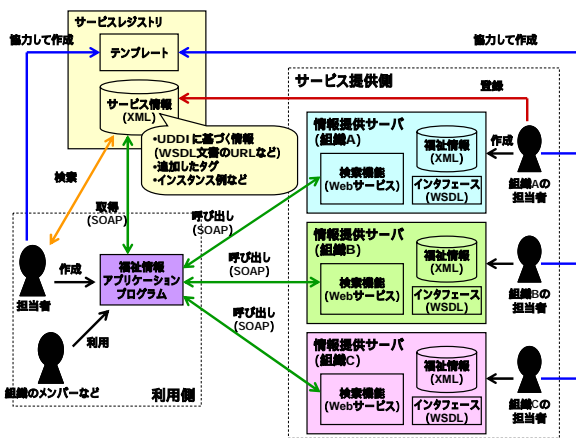 サービスレジストリ
協力して作成
協力して作成
テンプレート
サービス提供側
サービス情報
(XML)
登録
・UDDIに基づく情報
(WSDL文書のURLなど)
・追加したタグ
・インスタンス例など
情報提供サーバ
(組織A)
福祉情報
(XML)
作成
検索機能
(Webサービス)
インタフェース
(WSDL)
組織Aの
担当者
検索
取得
(SOAP)
呼び出し
(SOAP)
呼び出し
(SOAP)
呼び出し
(SOAP)
情報提供サーバ
(組織B)
福祉情報
(XML)
検索機能
(Webサービス)
インタフェース
(WSDL)
組織Bの
担当者
作成
担当者
福祉情報
アプリケーション
プログラム
利用
組織のメンバーなど
利用側
情報提供サーバ
(組織C)
福祉情報
(XML)
検索機能
(Webサービス)
インタフェース
(WSDL)
組織Cの
担当者